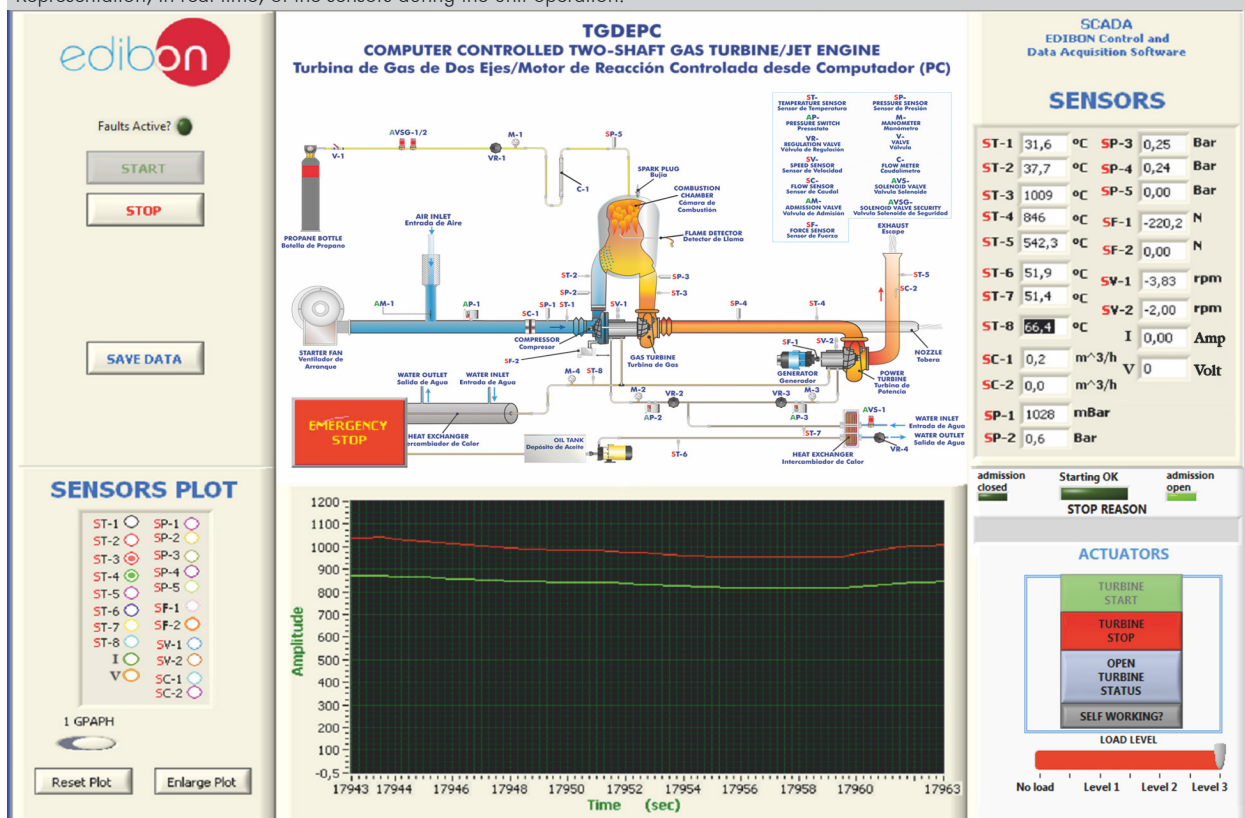 Representation, in real time, of the sensors during the unit operation.
edibon
Faults Active?
START
STOP
SAVE DATA
TGDEPC
COMPUTER CONTROLLED TWO-SHAFT GAS TURBINE/JET ENGINE
Turbina de Gas de Dos Ejes/Motor de Reacción Controlada desde Computador (PC)
ST-
TEMPERATURE SENSOR
Sensor de Temperatura
AP-
PRESSURE SWITCH
Presostato
VR-
REGULATION VALVE
Válvula de Regulación
SV-
SPEED SENSOR
Sensor de Velocidad
SC-
FLOW SENSOR
Sensor de Caudal
AM-
ADMISSION VALVE
Valvula de Admisión
SF-
FORCE SENSOR
Sensor de Fuerza
SP-
PRESSURE SENSOR
Sensor de Presión
M-
MANOMETER
Manómetro
V-
VALVE
Válvula
C-
FLOW METER
Caudalimetro
AVS-
SOLENOID VALVE
Valvula Solenoide
AVSG-
SOLENOID VALVE SECURITY
Valvula Solenoide de Seguridad
V-1
AVSG-1/2
M-1
VR-1
SP-5
C-1
SPARK PLUG
Bujía
COMBUSTION
CHAMBER
Cámara de
Combustión
FLAME DETECTOR
Detector de Llama
PROPANE BOTTLE
Botella de Propano
AIR INLET
Entrada de Aire
EXHAUST
Escape
ST-2
SP-2
SP-3
ST-3
ST-5
SC-2
AM-1
AP-1
SC-1
SP-1
ST-1
SV-1
SP-4
ST-4
STARTER FAN
Ventilador de
Arranque
COMPRESSOR
Compresor
SF-2
GAS TURBINE
Turbina de Gas
SF-1
SV-2
GENERATOR
Generador
POWER
TURBINE
Turbina de
Potencia
NOZZLE
Tobera
WATER OUTLET
Salida de Agua
WATER INLET
Entrada de Agua
M-4
ST-8
M-2
VR-2
VR-3
M-3
AP-2
AP-3
AVS-1
EMERGENCY
STOP
HEAT EXCHANGER
Intercambiador de Calor
OIL TANK
Depósito de Aceite
ST-6
ST-7
HEAT EXCHANGER
Intercambiador de Calor
WATER INLET
Entrada de Agua
WATER OUTLET
Salida de Agua
VR-4
SCADA
EDIBON Control and
Data Acquisition Software
SENSORS
ST-1 31,6 ºC SP-3 0,25 Bar
ST-2 37,7 ºC SP-4 0,24 Bar
ST-3 1009 ºC SP-5 0,00 Bar
ST-4 846 ºC SF-1 -220,2 N
ST-5 542,3 ºC SF-2 0,00 N
ST-6 51,9 ºC SV-1 -3,83 rpm
ST-7 51,4 ºC SV-2 -2,00 rpm
ST-8 66,4 ºC I 0,00 Amp
SC-1 0,2 m^3/h V 0 Volt
SC-2 0,0 m^3/h
SP-1 1028 mBar
SP-2 0,6 Bar
SENSORS PLOT
ST-1 SP-1
ST-2 SP-2
ST-3 SP-3
ST-4 SP-4
ST-5 SP-5
ST-6 SF-1
ST-7 SF-2
ST-8 SV-1
I SV-2
V SC-1
SC-2
1 GPAPH
Reset Plot
Enlarge Plot
Amplitude
1200
1100
1000
900
800
700
600
500
400
300
200
100
-0,5
17943 17944 17946 17948 17950 17952 17954 17956 17958 17960 17963
Time (sec)
admission
closed
Starting OK
admission
open
STOP REASON
ACTUATORS
TURBINE
START
TURBINE
STOP
OPEN
TURBINE
STATUS
SELF WORKING?
LOAD LEVEL
No load Level 1 Level 2 Level 3